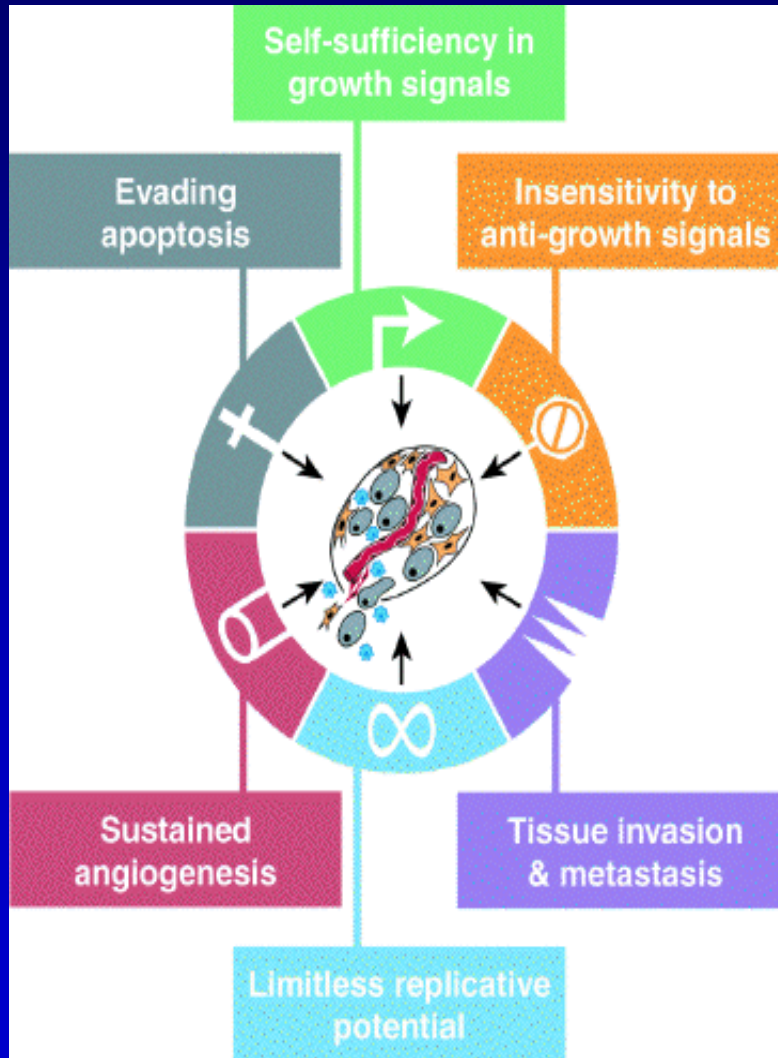 Self-sufficiency in
growth signals
Evading
apoptosis
Insensitivity to
anti-growth signals
Sustained
angiogenesis
Tissue invasion
& metastasis
Limitless replicative
potential